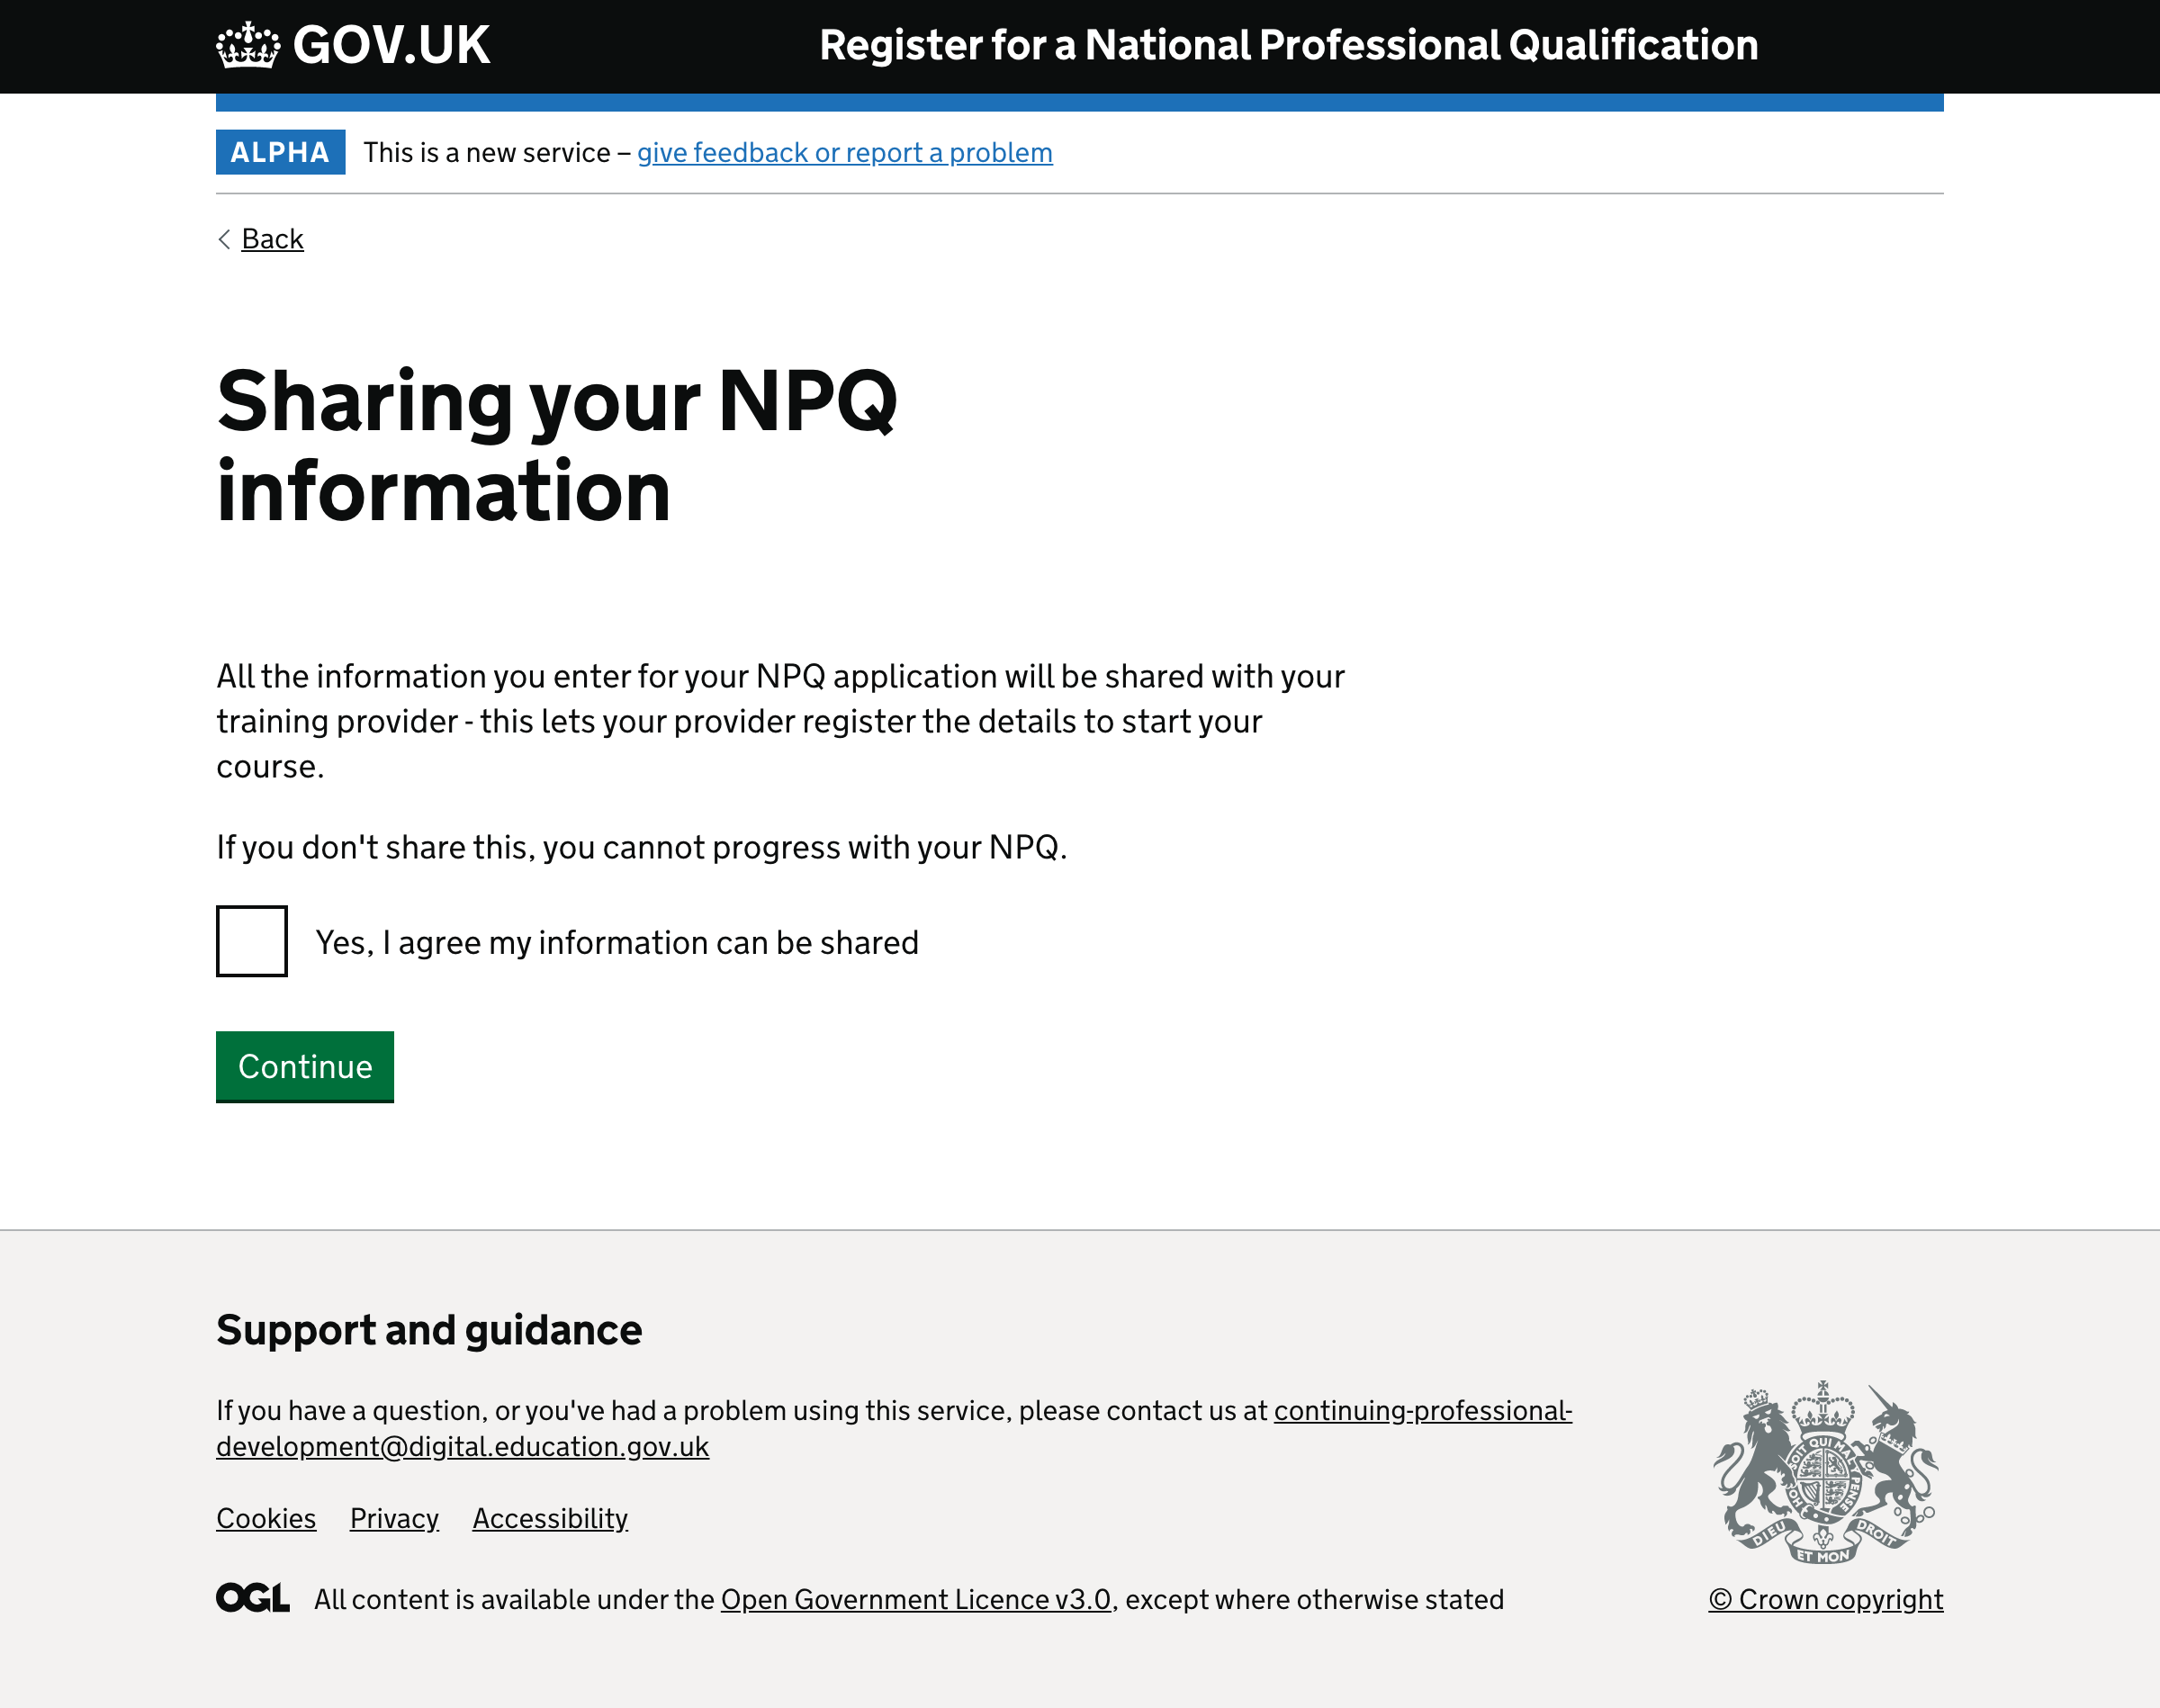 GOV.UK
Register for a National Professional Qualification
ALPHA This is a new service – give feedback or report a problem
Back
Sharing your NPQ
information
All the information you enter for your NPQ application will be shared with your
training provider - this lets your provider register the details to start your
course.
If you don't share this, you cannot progress with your NPQ.
Yes, I agree my information can be shared
Continue
Support and guidance
If you have a question, or you've had a problem using this service, please contact us at continuing-professional-
development@digital.education.gov.uk
Cookies Privacy Accessibility
HONI SOIT QUI MAL Y PENSE
DIEU ET MON DROIT
OGL All content is available under the Open Government Licence v3.0, except where otherwise stated
© Crown copyright